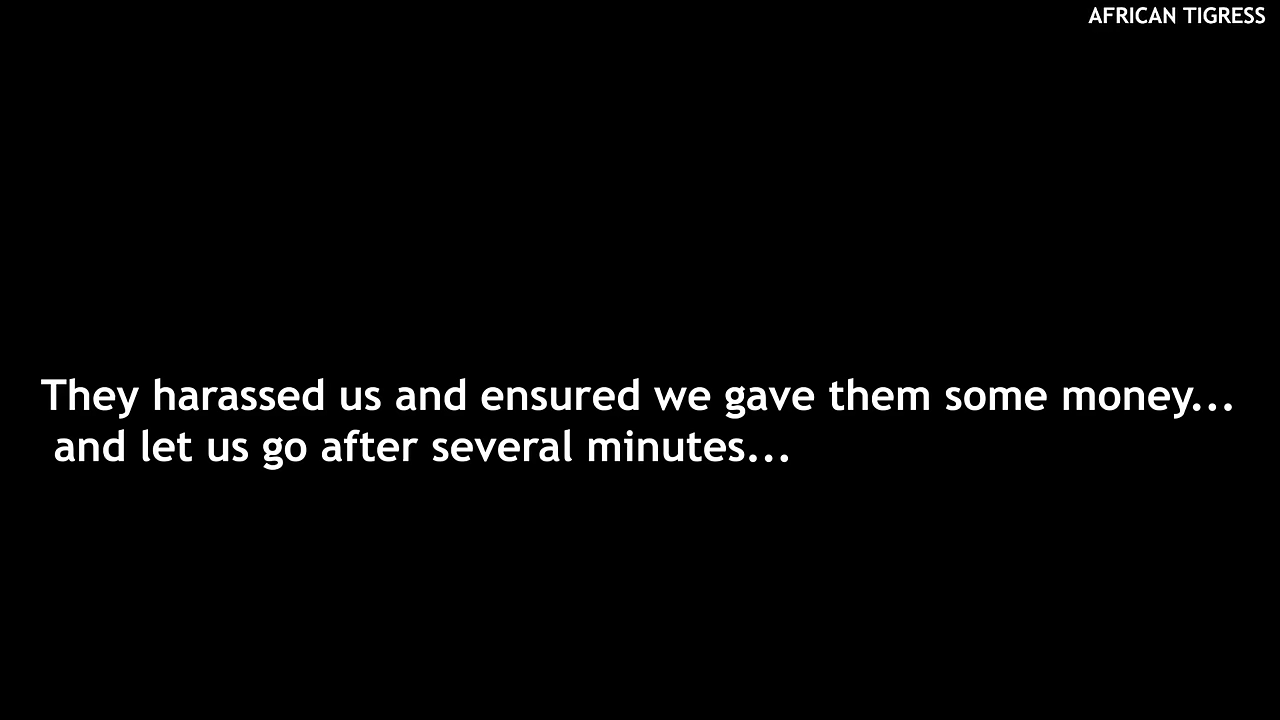 AFRICAN TIGRESS
They harassed us and ensured we gave them some money...
and let us go after several minutes...